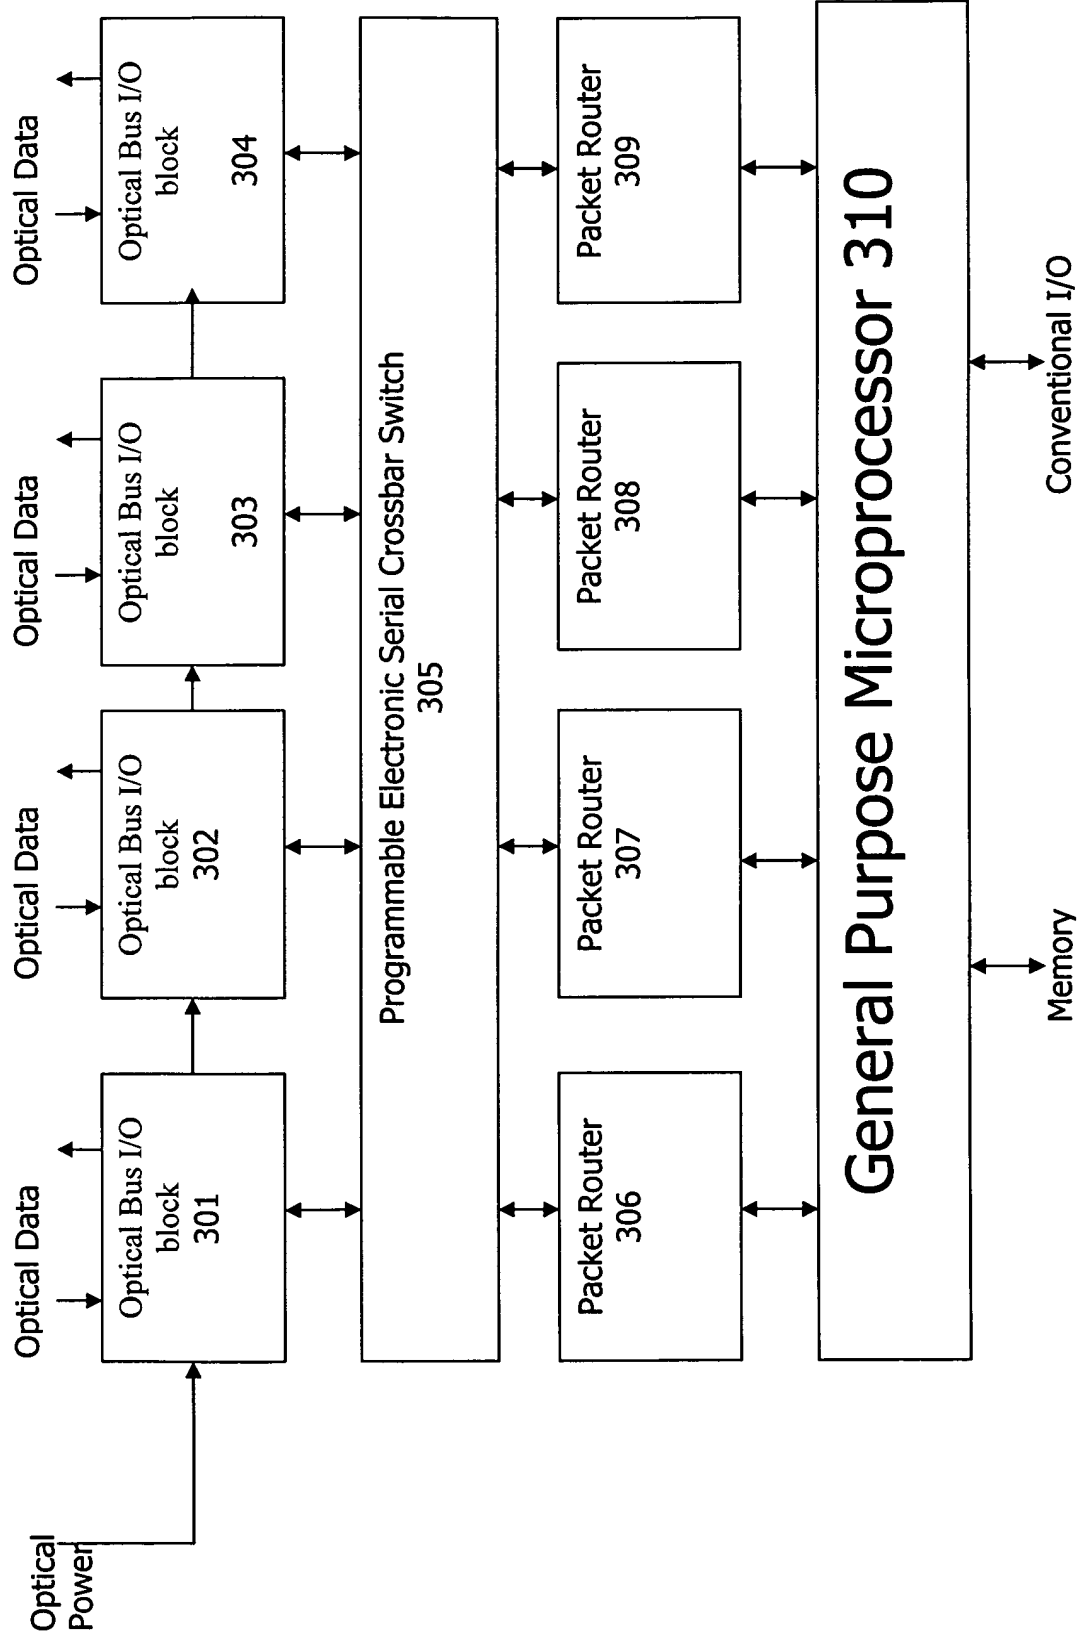 Optical
Power
Optical Data
Optical Data
Optical Data
Optical Data
Optical Bus I/O
block
301
Optical Bus I/O
block
302
Optical Bus I/O
block
303
Optical Bus I/O
block
304
Programmable Electronic Serial Crossbar Switch
305
Packet Router
306
Packet Router
307
Packet Router
308
Packet Router
309
General Purpose Microprocessor 310
Memory
Conventional I/O